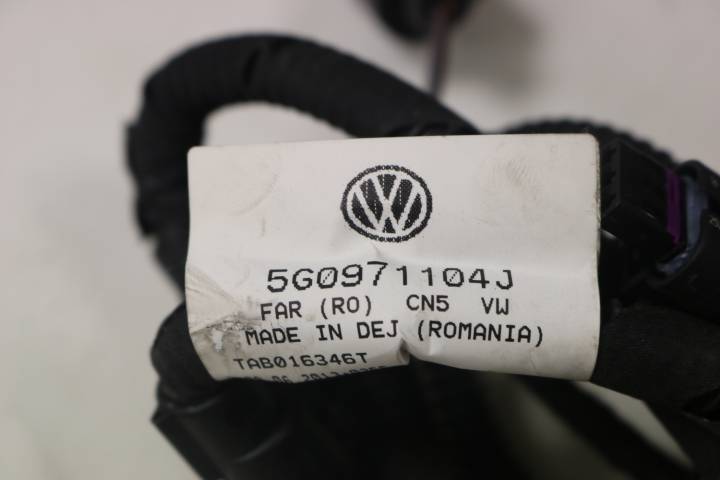 5G0971104J
FAR (RO) CN5 VW
MADE IN DEJ (ROMANIA)
TAB016346T